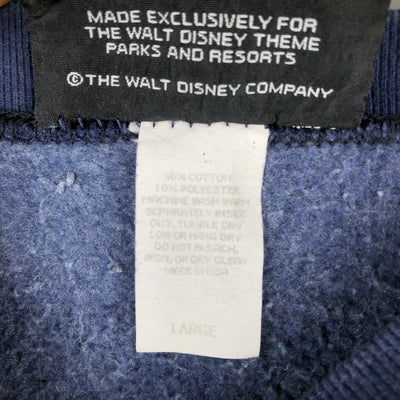 MADE EXCLUSIVELY FOR
THE WALT DISNEY THEME
PARKS AND RESORTS
©THE WALT DISNEY COMPANY
90% COTTON
10% POLYESTER
MACHINE WASH WARM
SEPARATELY INSIDE
OUT. TUMBLE DRY
LOW OR HANG DRY.
DO NOT BLEACH,
IRON, OR DRY CLEAN
MADE IN USA
LARGE